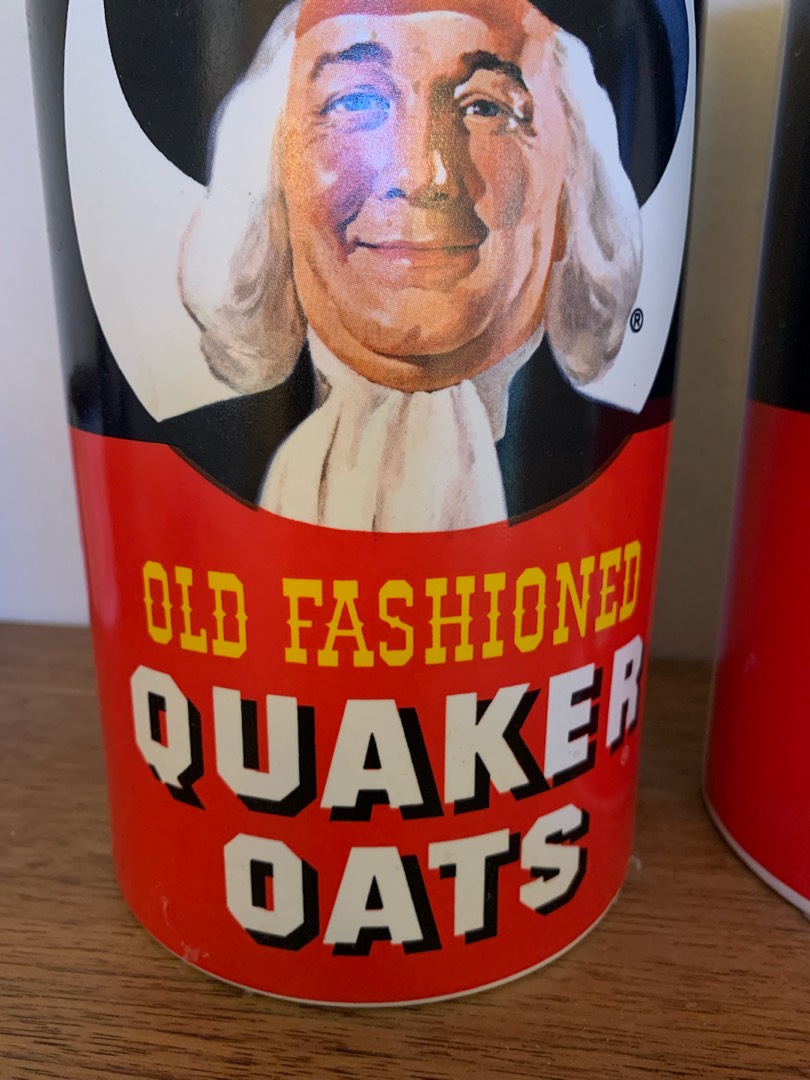 ®
OLD FASHIONED
QUAKER®
OATS